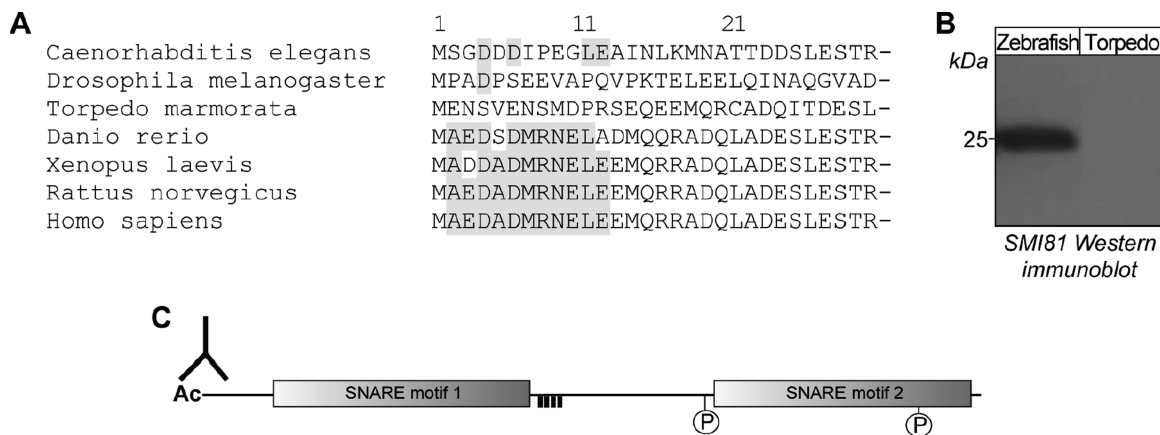 A
1 11 21
Caenorhabditis elegans MSGDDDIPEGLEAINLKMNATTDDSLESTR-
Drosophila melanogaster MPADPSEEVAPQVPKTELEELQINAQGVAD-
Torpedo marmorata MENSVENSMDPRSEQEEMQRCADQITDESL-
Danio rerio MAEDSDMRNELADMQQRADQLADESLESTR-
Xenopus laevis MADDADMRNELEEMQRRADQLADESLESTR-
Rattus norvegicus MAEDADMRNELEEMQRRADQLADESLESTR-
Homo sapiens MAEDADMRNELEEMQRRADQLADESLESTR-
B
Zebrafish Torpedo
kDa
25
SMI81 Western
immunoblot
C
Ac
SNARE motif 1 SNARE motif 2
P P